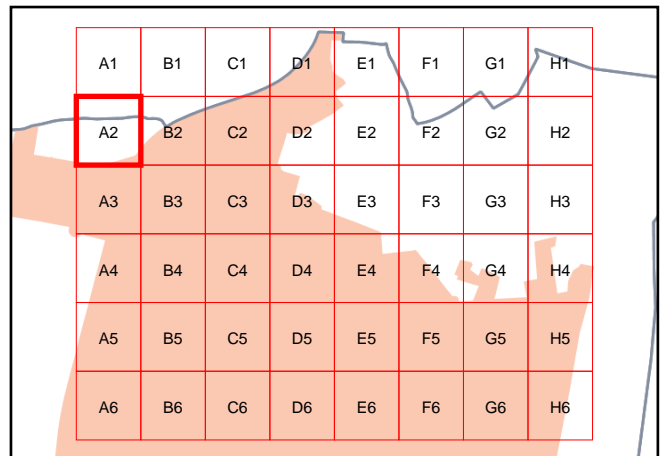 A1 B1 C1 D1 E1 F1 G1 H1
A2 B2 C2 D2 E2 F2 G2 H2
A3 B3 C3 D3 E3 F3 G3 H3
A4 B4 C4 D4 E4 F4 G4 H4
A5 B5 C5 D5 E5 F5 G5 H5
A6 B6 C6 D6 E6 F6 G6 H6